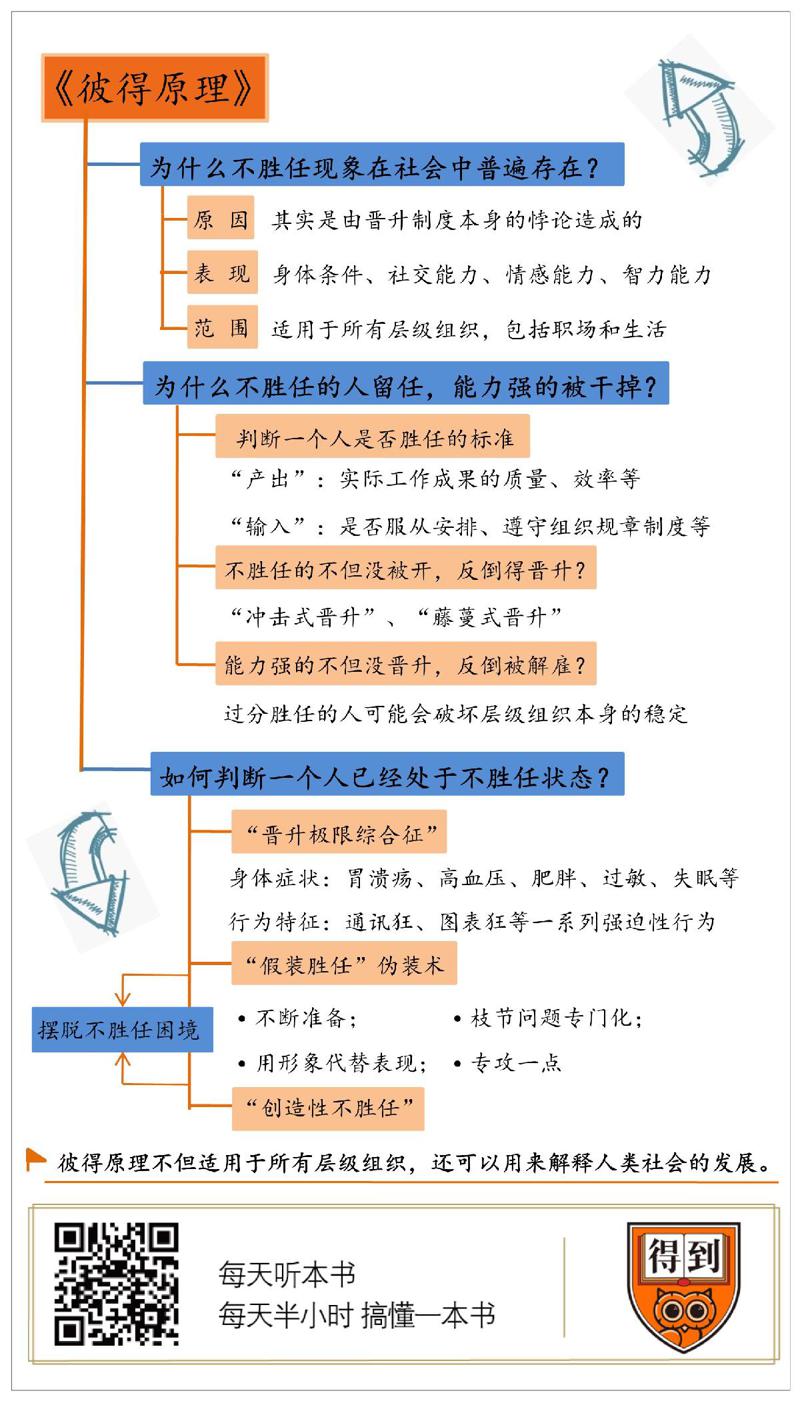 《彼得原理》
为什么不胜任现象在社会中普遍存在？
原 因 其实是由晋升制度本身的悖论造成的
表 现 身体条件、社交能力、情感能力、智力能力
范 围 适用于所有层级组织，包括职场和生活
为什么不胜任的人留任，能力强的被干掉？
判断一个人是否胜任的标准
“产出”：实际工作成果的质量、效率等
“输入”：是否服从安排、遵守组织规章制度等
不胜任的不但没被开，反倒得晋升？
“冲击式晋升”、“藤蔓式晋升”
能力强的不但没晋升，反倒被解雇？
过分胜任的人可能会破坏层级组织本身的稳定
如何判断一个人已经处于不胜任状态？
“晋升极限综合征”
身体症状：胃溃疡、高血压、肥胖、过敏、失眠等
行为特征：通讯狂、图表狂等一系列强迫性行为
“假装胜任”伪装术
摆脱不胜任困境
• 不断准备； • 枝节问题专门化；
• 用形象代替表现； • 专攻一点
“创造性不胜任”
彼得原理不但适用于所有层级组织，还可以用来解释人类社会的发展。
每天听本书
每天半小时 搞懂一本书
得到